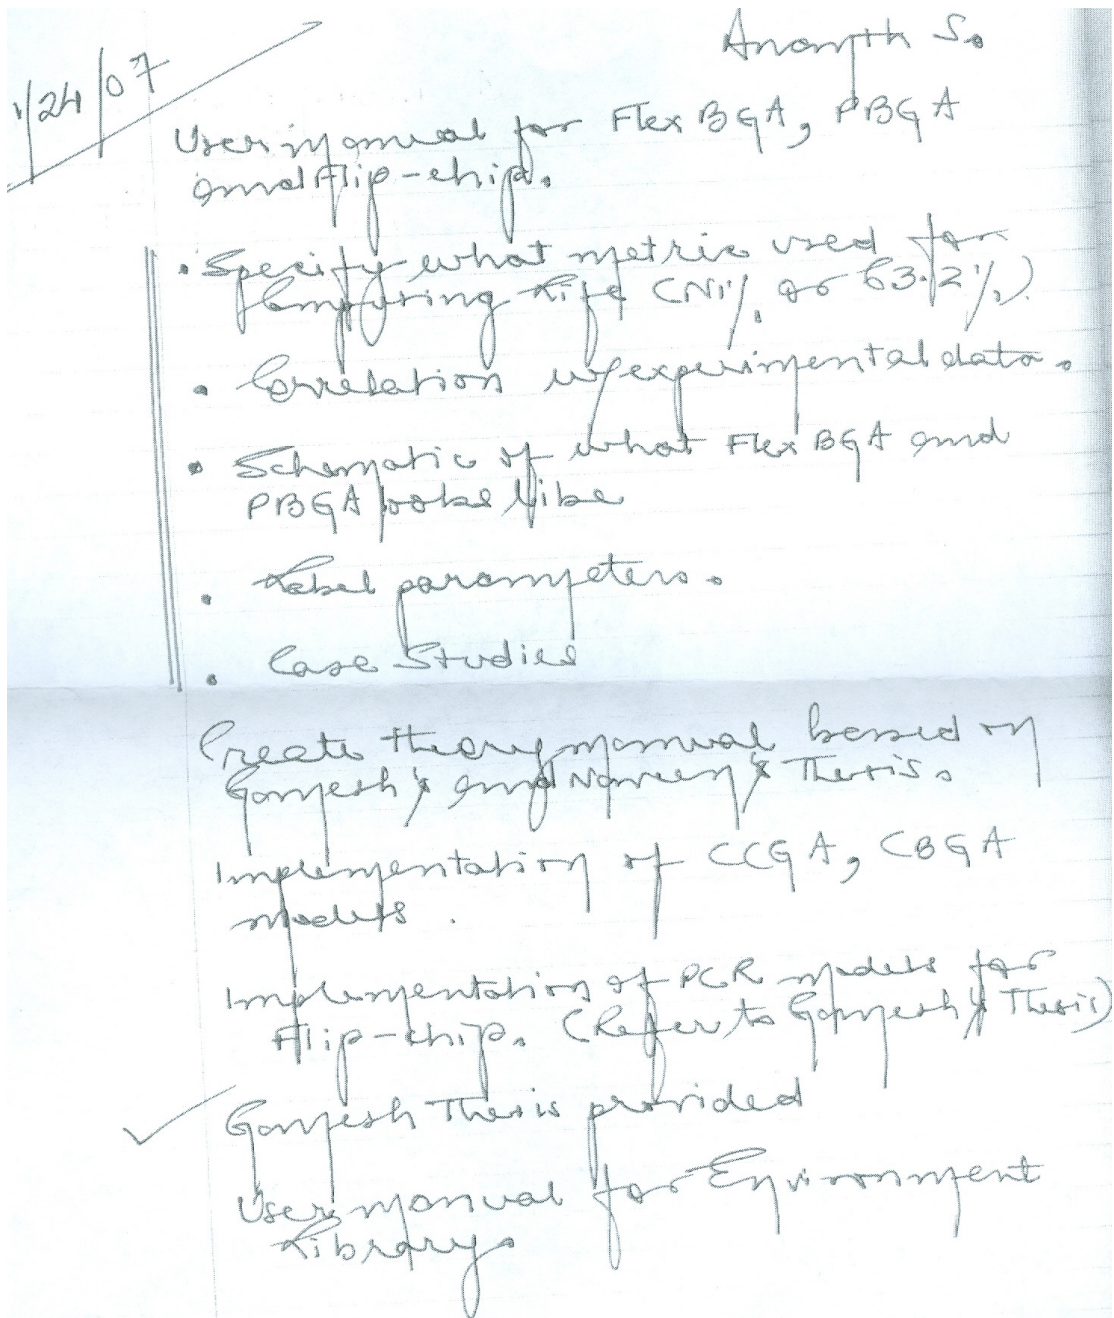 1/24/07
Ananth S.
User manual for Flex BGA, PBGA
and Flip-chip.
• Specify what metric used for
Computing Life (N1% or 63.2%)
• Correlation w/experimental data.
• Schematic of what Flex BGA and
PBGA looks like
• Label parameters.
• Case Studies
Create theory manual based on
Ganesh's and Naveen's Thesis.
Implementation of CCGA, CBGA
models.
Implementation of PCR models for
Flip-chip. (Refer to Ganesh's Thesis)
✓ Ganesh Thesis provided
User manual for Environment
Library.